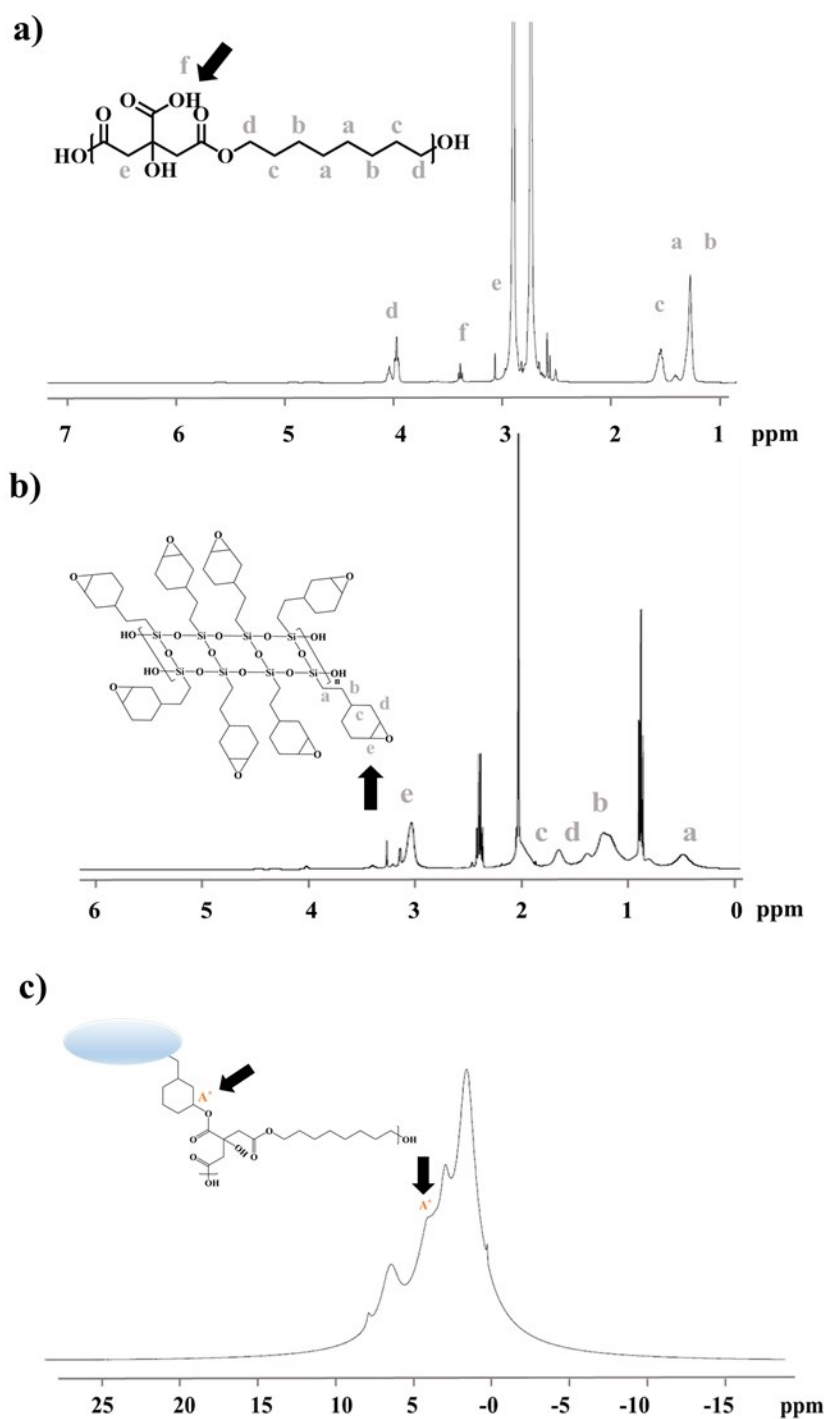 a)
f
O OH
O O
HO OH
OH O
d b a c
e c a b d
a b
e
c
d
f
7 6 5 4 3 2 1 ppm
b)
O O O O
HO Si O Si O Si O Si OH
O O O O
HO Si O Si O Si O Si OH
n
a b
c d
O O O O
e
e
c d b a
6 5 4 3 2 1 0 ppm
c)
A*
O
O O
OH O OH
O
OH
A*
25 20 15 10 5 -0 -5 -10 -15 ppm